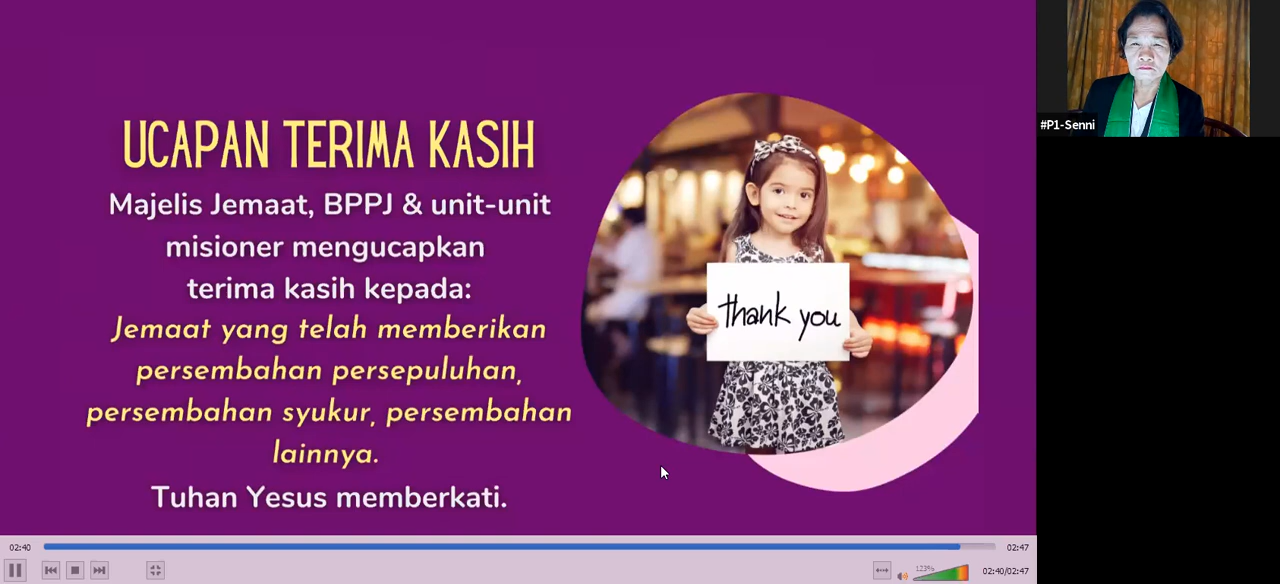 UCAPAN TERIMA KASIH
Majelis Jemaat, BPPJ & unit-unit
misioner mengucapkan
terima kasih kepada:
Jemaat yang telah memberikan
persembahan persepuluhan,
persembahan syukur, persembahan
lainnya.
Tuhan Yesus memberkati.
thank you
#P1-Senni
02:40
02:47
123%
02:40/02:47